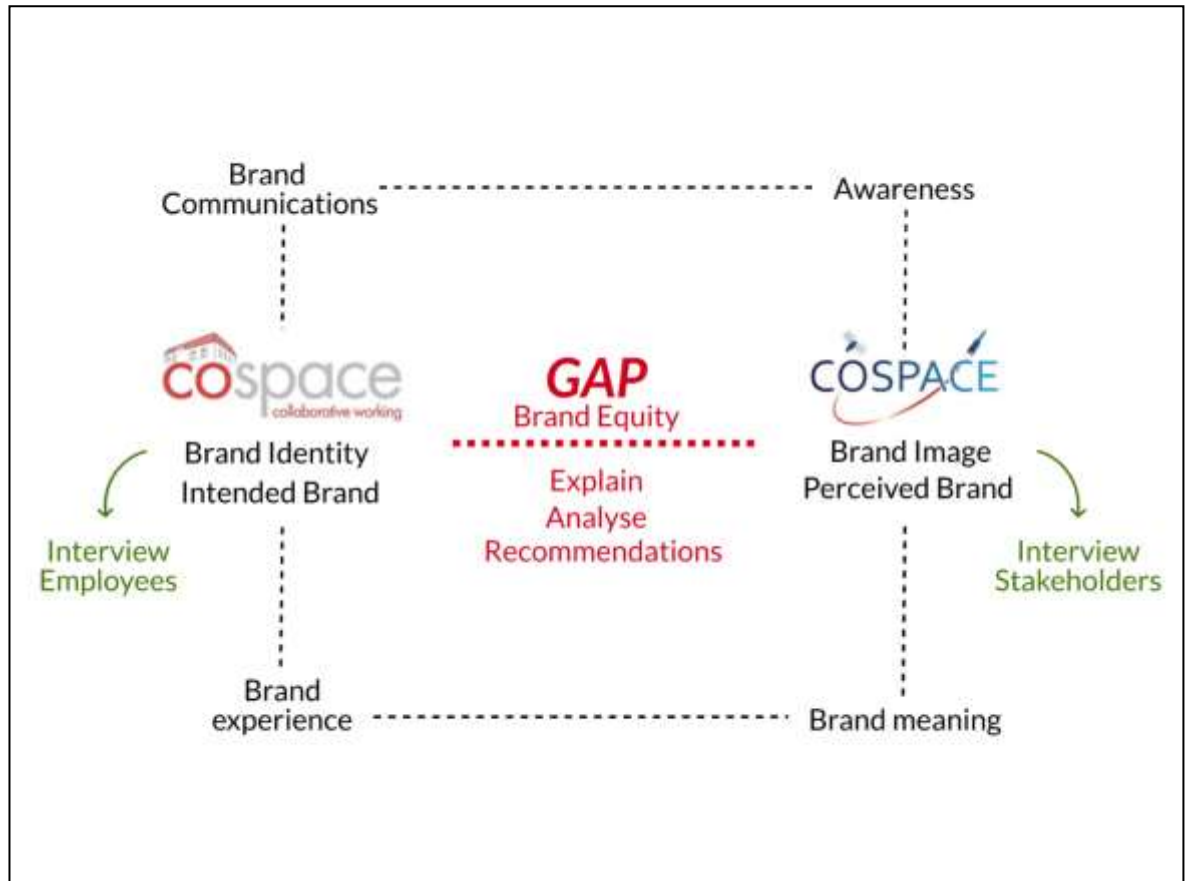 Brand
Communications
Awareness
cospace
collaborative working
COSPACE
GAP
Brand Equity
Brand Identity
Intended Brand
Brand Image
Perceived Brand
Explain
Analyse
Recommendations
Interview
Employees
Interview
Stakeholders
Brand
experience
Brand meaning